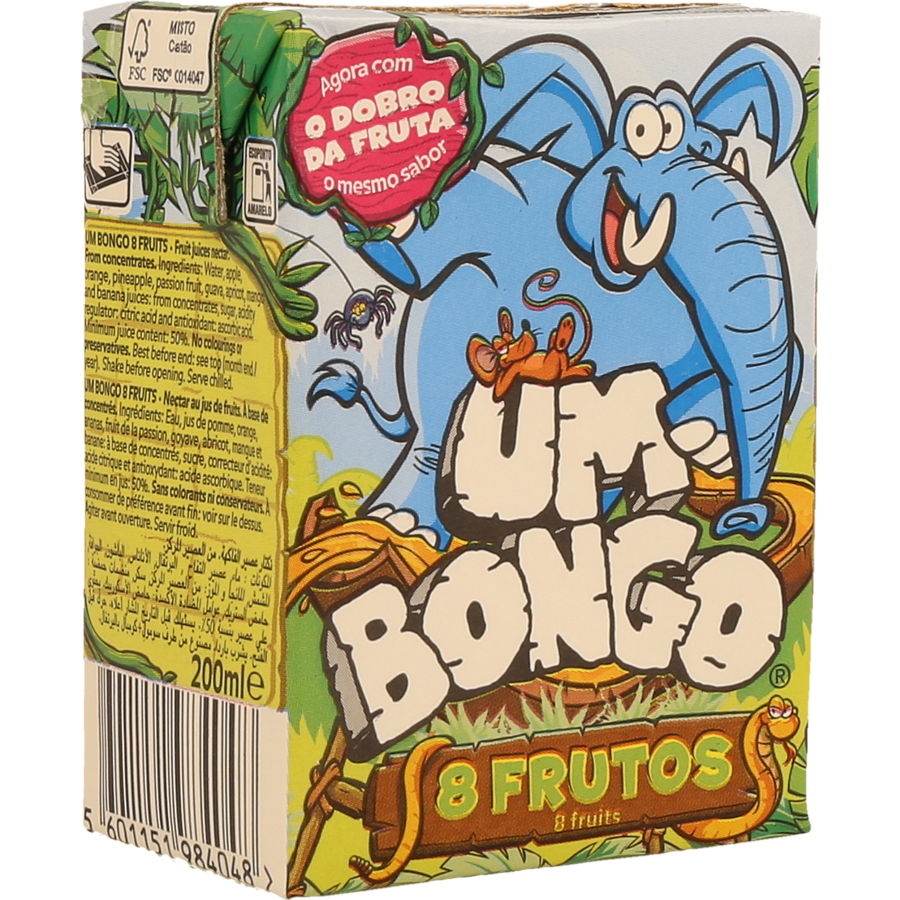 MISTO
Catão
FSC FSC® C014047
Agora com
O DOBRO
DA FRUTA
o mesmo sabor
ECOPONTO
AMARELO
UM BONGO 8 FRUITS - Fruit juices nectar.
From concentrates. Ingredients: Water, apple,
orange, pineapple, passion fruit, guava, apricot, mango
and banana juices: from concentrates, sugar, acidity
regulator: citric acid and antioxidant: ascorbic acid.
Minimum juice content: 50%. No colourings or
preservatives. Best before end: see top (month end /
year). Shake before opening. Serve chilled.
UM BONGO 8 FRUITS - Nectar au jus de fruits. À base de
concentrés. Ingrédients: Eau, jus de pomme, orange,
ananas, fruit de la passion, goyave, abricot, mangue et
banane: à base de concentrés, sucre, correcteur d'acidité:
acide citrique et antioxydant: acide ascorbique. Teneur
minimum en jus: 50%. Sans colorants ni conservateurs. À
consommer de préférence avant fin: voir sur le dessus.
Agiter avant ouverture. Servir froid.
200ml e
5 601151 984048 >
UM
BONGO ®
8 FRUTOS
8 fruits